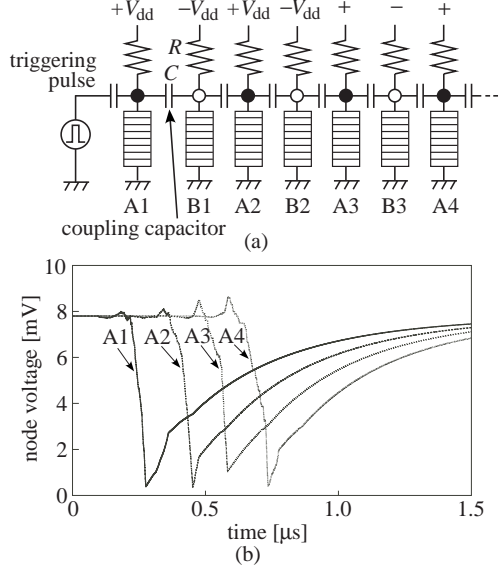 +Vdd −Vdd +Vdd −Vdd + − +
R
triggering
pulse
C
A1 B1 A2 B2 A3 B3 A4
coupling capacitor
(a)
10
8
6
4
2
0
node voltage [mV]
A1 A2 A3 A4
0 0.5 1.0 1.5
time [μs]
(b)